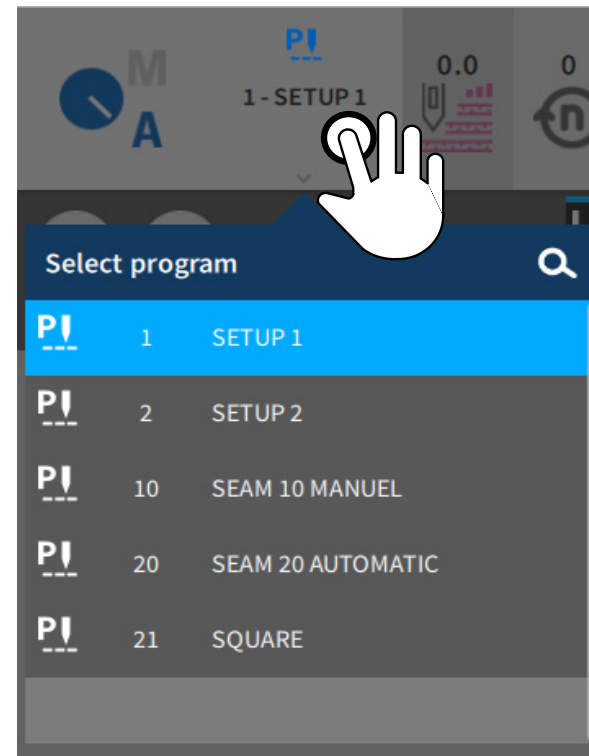 P
M
A
1 - SETUP 1
0.0
0
n
Select program
P 1 SETUP 1
P 2 SETUP 2
P 10 SEAM 10 MANUEL
P 20 SEAM 20 AUTOMATIC
P 21 SQUARE